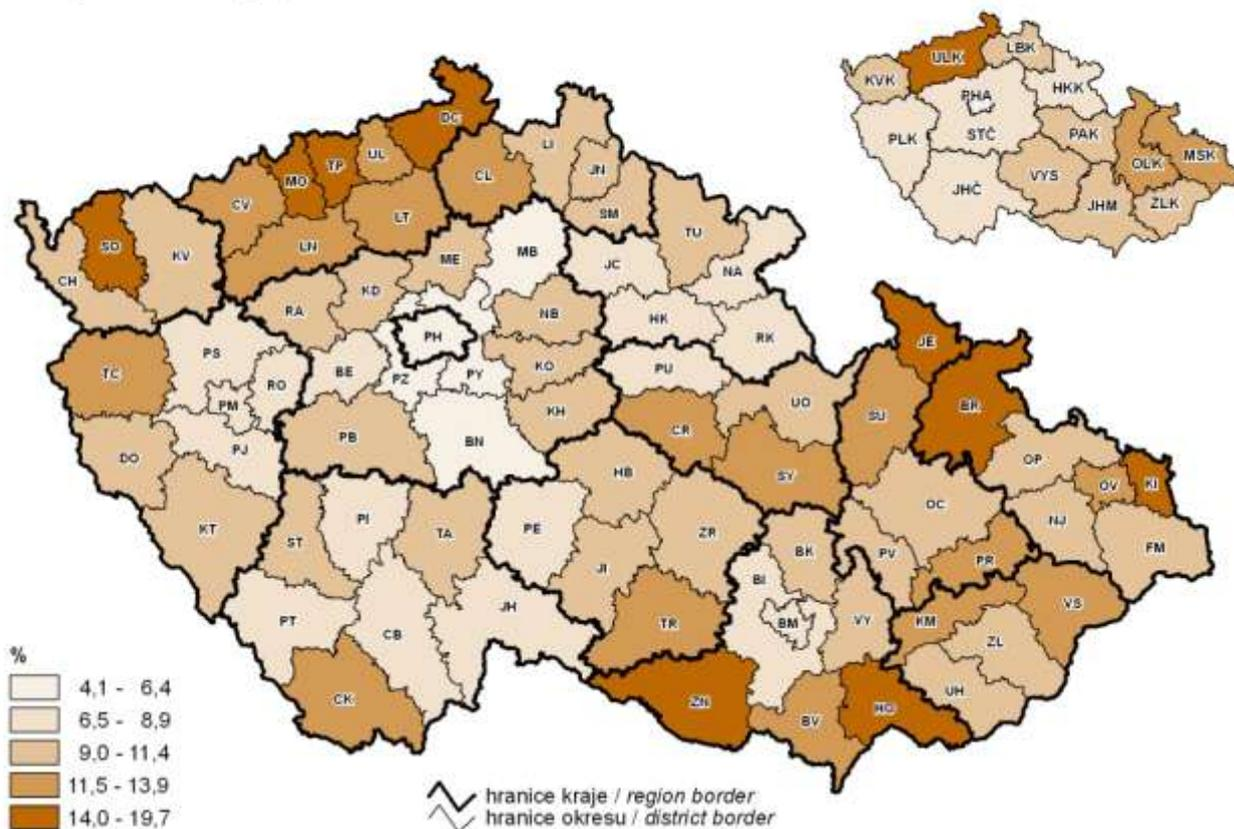 ULK
LBK
KVK
HKK
PHA
PLK
STČ
PAK
OLK
MSK
VYS
JHČ
JHM
ZLK
DC
UL
TP
MO
LI
CL
JN
CV
LT
SM
SO
KV
LN
TU
MB
ME
JC
NA
CH
KD
RA
NB
HK
PH
RK
JE
PS
TC
BE
KO
PU
RO
PZ
PY
PM
UO
KH
BR
SU
CR
PB
BN
DO
PJ
OP
SY
HB
OV
KI
OC
PI
KT
TA
PE
ZR
NJ
ST
BK
PV
FM
PR
JI
BI
JH
PT
TR
BM
VY
KM
VS
CB
ZL
UH
CK
ZN
BV
HO
%
4,1 - 6,4
6,5 - 8,9
9,0 - 11,4
11,5 - 13,9
14,0 - 19,7
hranice kraje / region border
hranice okresu / district border